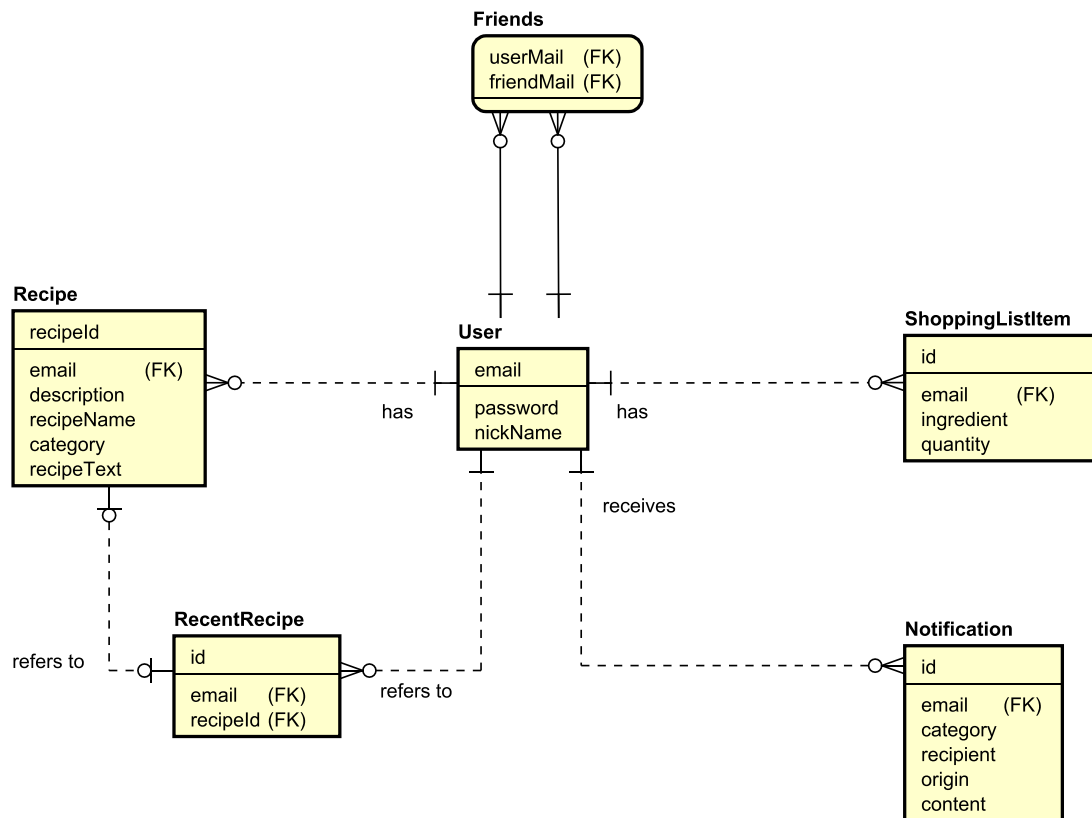 Friends
userMail (FK)
friendMail (FK)
Recipe
recipeId
email (FK)
description
recipeName
category
recipeText
User
email
password
nickName
ShoppingListItem
id
email (FK)
ingredient
quantity
has
has
receives
RecentRecipe
id
email (FK)
recipeId (FK)
refers to
refers to
Notification
id
email (FK)
category
recipient
origin
content